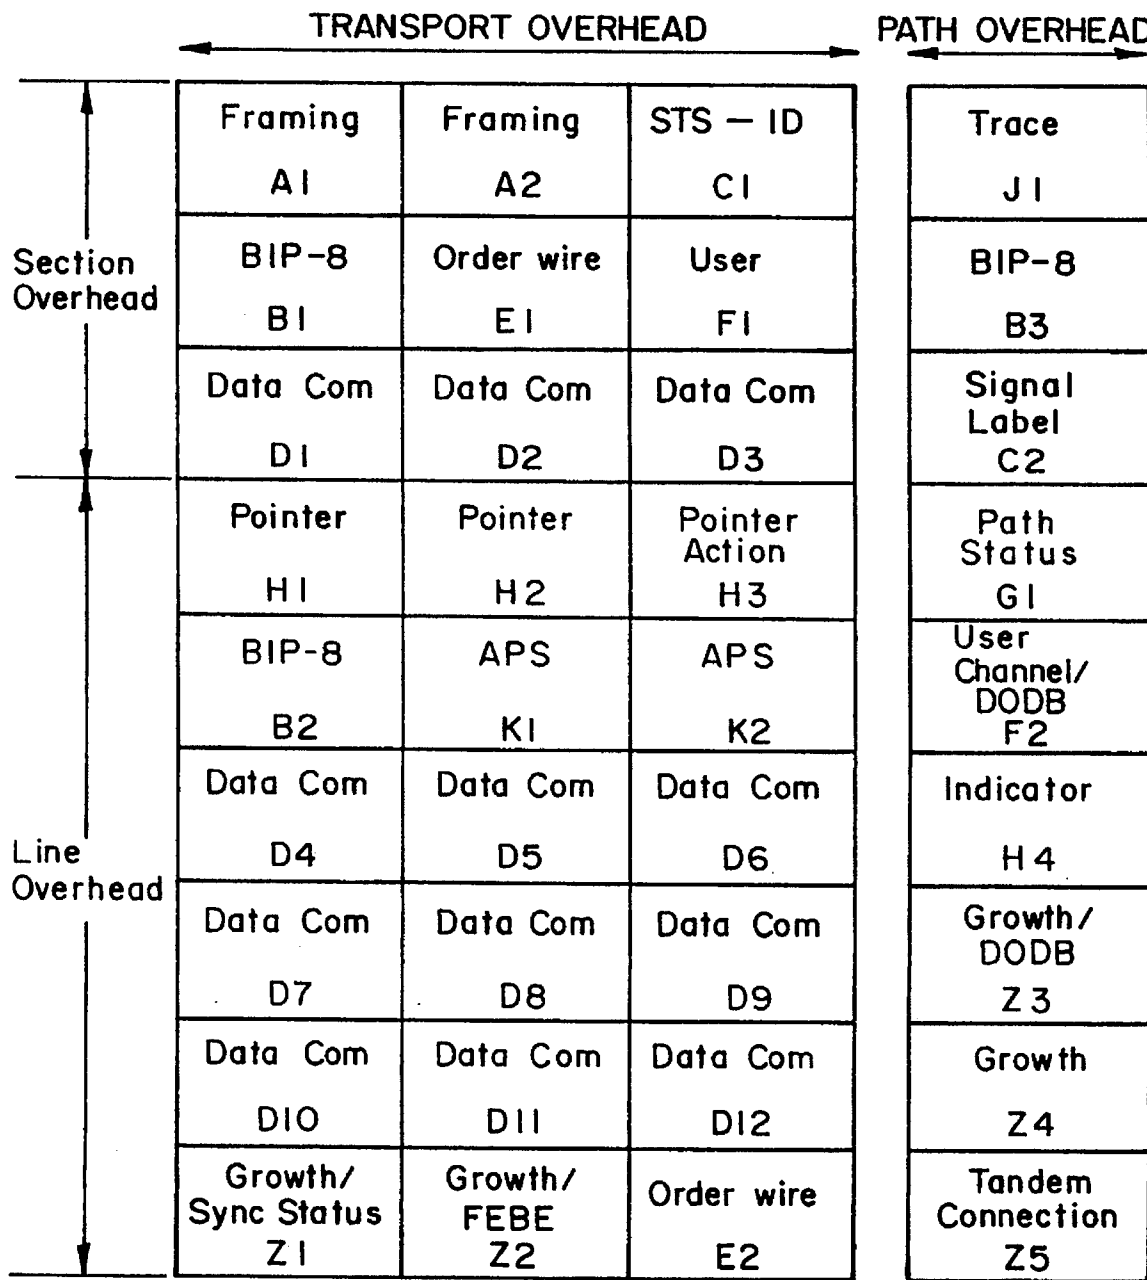 TRANSPORT OVERHEAD
PATH OVERHEAD
Section
Overhead
Line
Overhead
Framing
A1
Framing
A2
STS - ID
C1
Trace
J1
BIP-8
B1
Order wire
E1
User
F1
BIP-8
B3
Data Com
D1
Data Com
D2
Data Com
D3
Signal
Label
C2
Pointer
H1
Pointer
H2
Pointer
Action
H3
Path
Status
G1
BIP-8
B2
APS
K1
APS
K2
User
Channel/
DODB
F2
Data Com
D4
Data Com
D5
Data Com
D6
Indicator
H4
Data Com
D7
Data Com
D8
Data Com
D9
Growth/
DODB
Z3
Data Com
D10
Data Com
D11
Data Com
D12
Growth
Z4
Growth/
Sync Status
Z1
Growth/
FEBE
Z2
Order wire
E2
Tandem
Connection
Z5